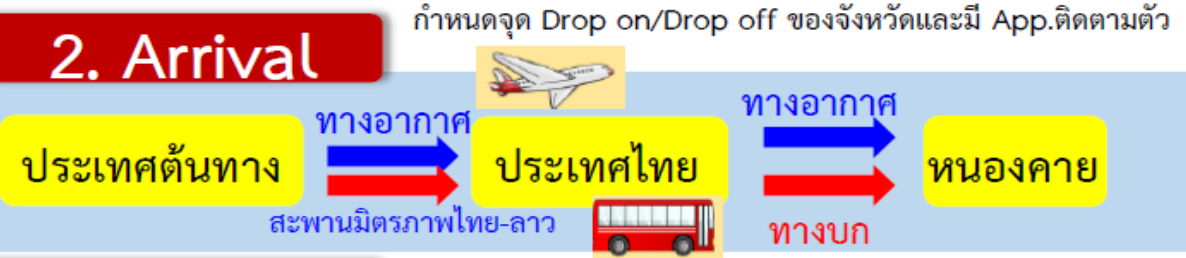 กำหนดจุด Drop on/Drop off ของจังหวัดและมี App.ติดตามตัว
2. Arrival
ทางอากาศ
ทางอากาศ
ประเทศต้นทาง
ประเทศไทย
หนองคาย
สะพานมิตรภาพไทย-ลาว
ทางบก